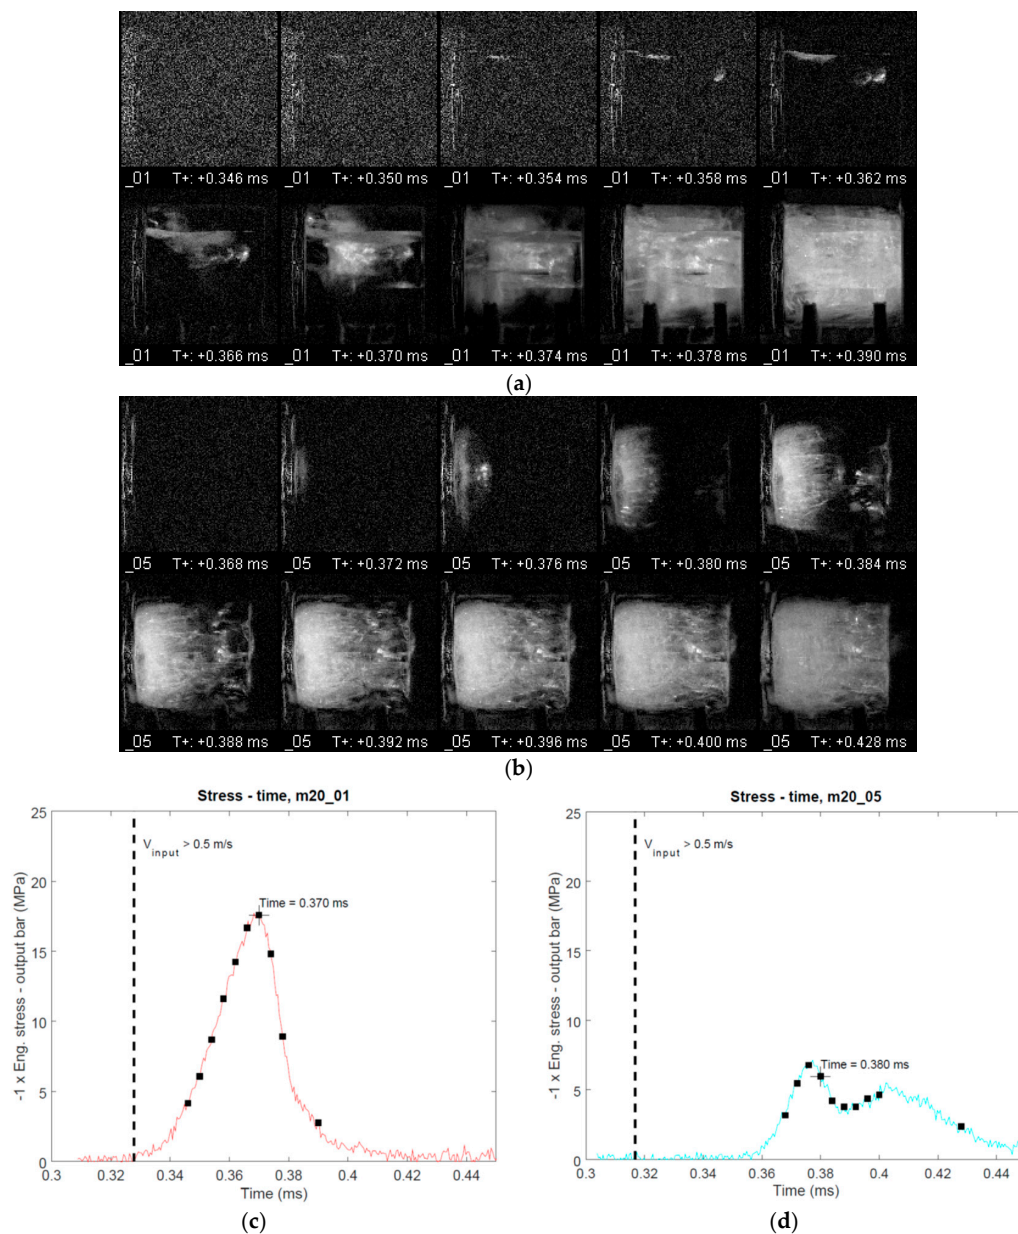 _01 T+: +0.346 ms _01 T+: +0.350 ms _01 T+: +0.354 ms _01 T+: +0.358 ms _01 T+: +0.362 ms
_01 T+: +0.366 ms _01 T+: +0.370 ms _01 T+: +0.374 ms _01 T+: +0.378 ms _01 T+: +0.390 ms
(a)
_05 T+: +0.368 ms _05 T+: +0.372 ms _05 T+: +0.376 ms _05 T+: +0.380 ms _05 T+: +0.384 ms
_05 T+: +0.388 ms _05 T+: +0.392 ms _05 T+: +0.396 ms _05 T+: +0.400 ms _05 T+: +0.428 ms
(b)
Stress - time, m20_01
25
20
15
10
5
0
-1 x Eng. stress - output bar (MPa)
V input > 0.5 m/s
Time = 0.370 ms
0.3 0.32 0.34 0.36 0.38 0.4 0.42 0.44
Time (ms)
(c)
Stress - time, m20_05
25
20
15
10
5
0
-1 x Eng. stress - output bar (MPa)
V input > 0.5 m/s
Time = 0.380 ms
0.3 0.32 0.34 0.36 0.38 0.4 0.42 0.44
Time (ms)
(d)